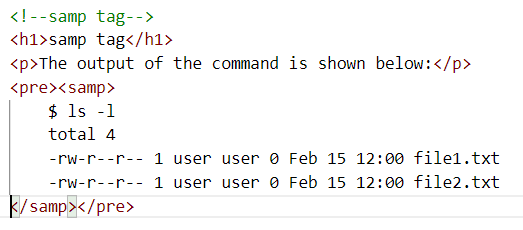 <!--samp tag-->
<h1>samp tag</h1>
<p>The output of the command is shown below:</p>
<pre><samp>
    $ ls -l
    total 4
    -rw-r--r-- 1 user user 0 Feb 15 12:00 file1.txt
    -rw-r--r-- 1 user user 0 Feb 15 12:00 file2.txt
</samp></pre>